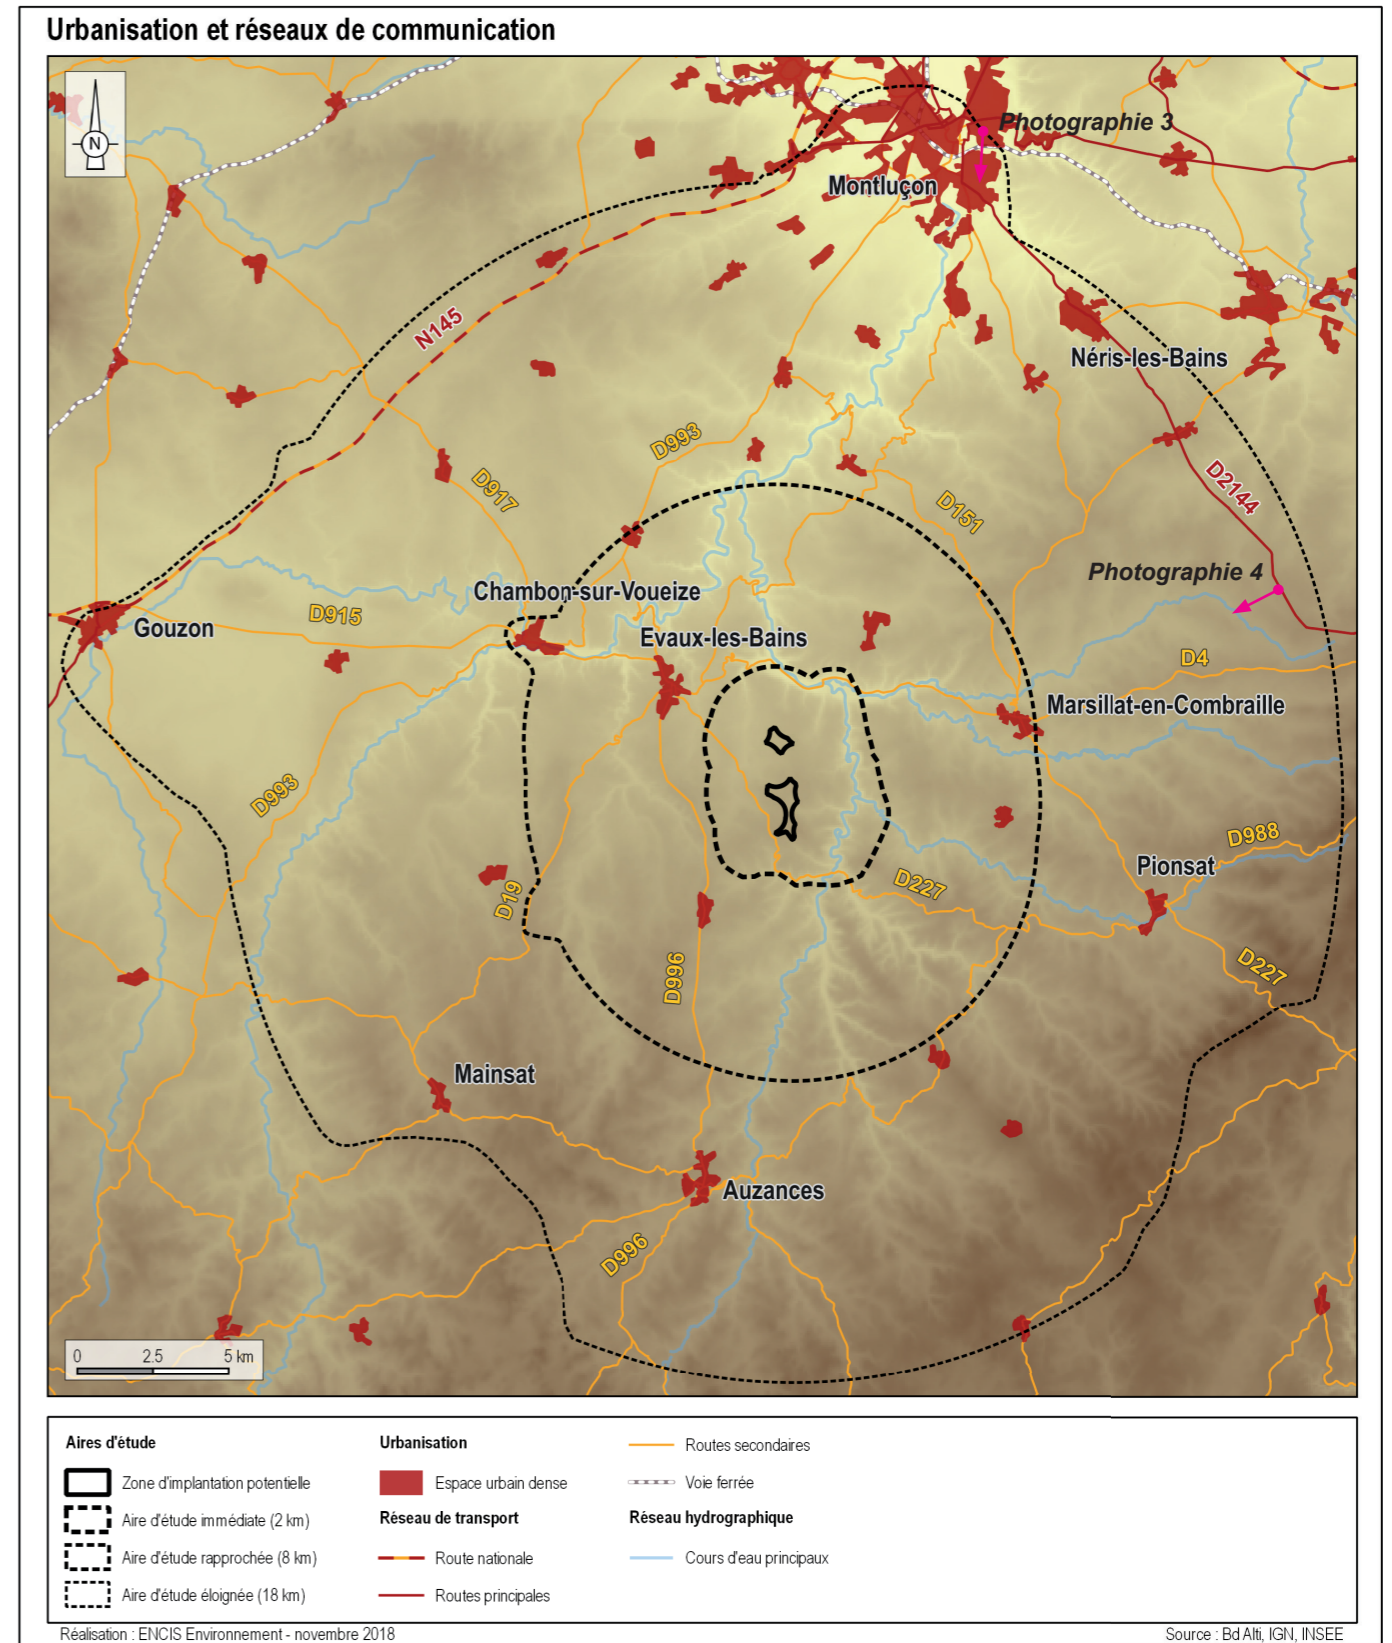 Urbanisation et réseaux de communication
N
Photographie 3
Montluçon
N145
Néris-les-Bains
D993
D917
D151
D2144
Photographie 4
Chambon-sur-Voueize
D915
Gouzon
Evaux-les-Bains
D4
Marsillat-en-Combraille
D993
D988
Pionsat
D19
D227
D996
D227
Mainsat
Auzances
D996
0 2.5 5 km
Aires d'étude
Zone d'implantation potentielle
Aire d'étude immédiate (2 km)
Aire d'étude rapprochée (8 km)
Aire d'étude éloignée (18 km)
Urbanisation
Espace urbain dense
Réseau de transport
Route nationale
Routes principales
Routes secondaires
Voie ferrée
Réseau hydrographique
Cours d'eau principaux
Réalisation : ENCIS Environnement - novembre 2018
Source : Bd Alti, IGN, INSEE